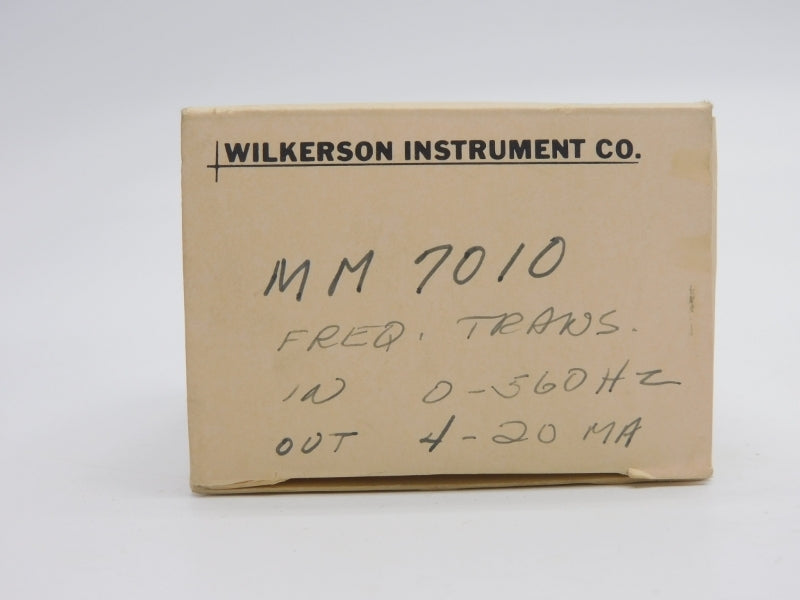 WILKERSON INSTRUMENT CO.
MM 7010
FREQ. TRANS.
IN 0-560HZ
OUT 4-20 MA